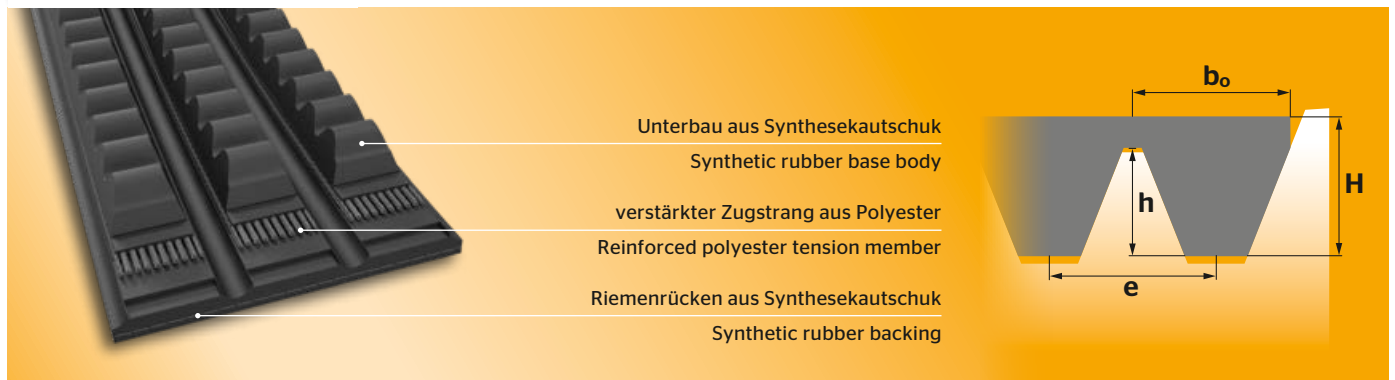 Unterbau aus Synthesekautschuk
Synthetic rubber base body
verstärkter Zugstrang aus Polyester
Reinforced polyester tension member
Riemenrücken aus Synthesekautschuk
Synthetic rubber backing
bo
H
h
e